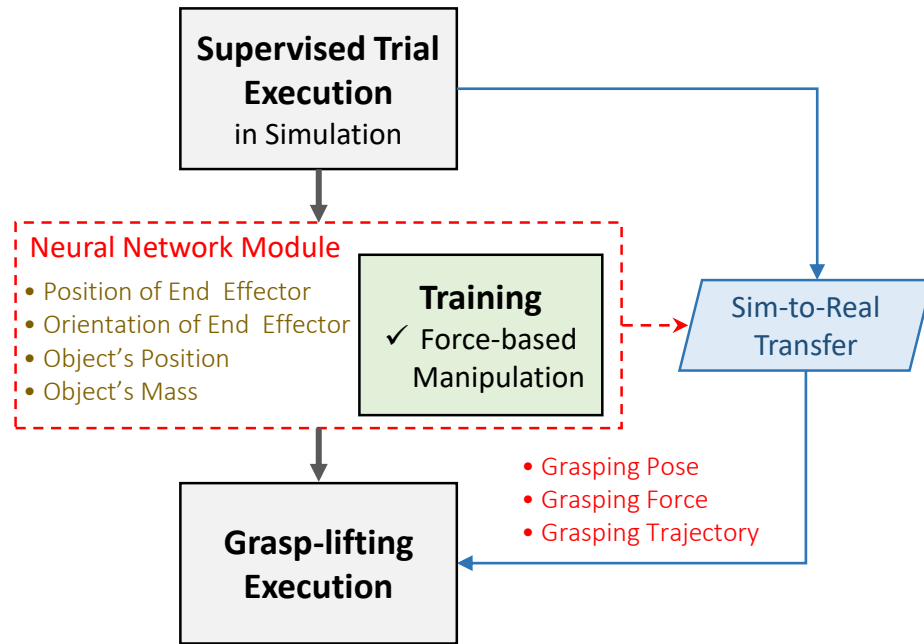 Supervised Trial
Execution
in Simulation
Neural Network Module
• Position of End Effector
• Orientation of End Effector
• Object's Position
• Object's Mass
Training
✓ Force-based
Manipulation
Sim-to-Real
Transfer
• Grasping Pose
• Grasping Force
• Grasping Trajectory
Grasp-lifting
Execution